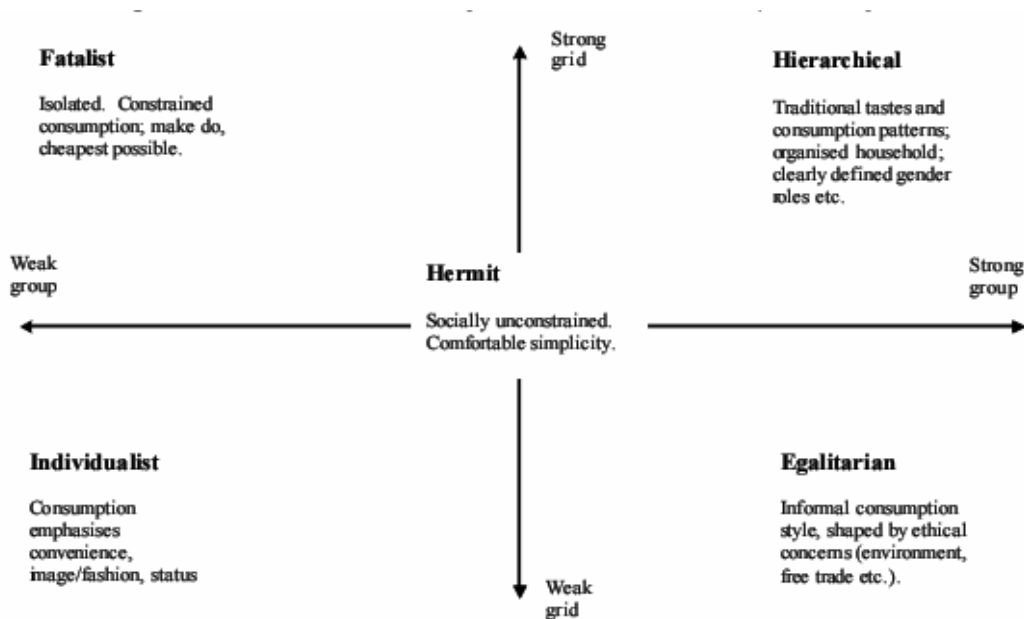 Strong
grid
Fatalist
Isolated. Constrained
consumption; make do,
cheapest possible.
Hierarchical
Traditional tastes and
consumption patterns;
organised household;
clearly defined gender
roles etc.
Weak
group
Hermit
Socially unconstrained.
Comfortable simplicity.
Strong
group
Individualist
Consumption
emphasises
convenience,
image/fashion, status
Egalitarian
Informal consumption
style, shaped by ethical
concerns (environment,
free trade etc.).
Weak
grid